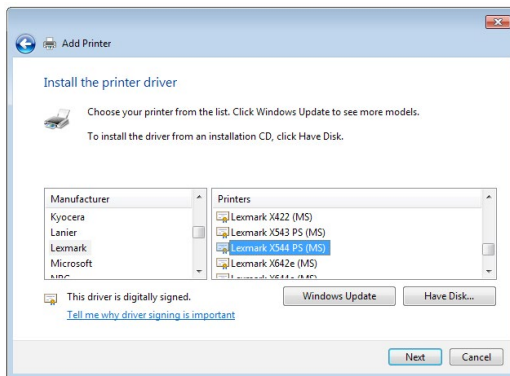 Add Printer
Install the printer driver
Choose your printer from the list. Click Windows Update to see more models.
To install the driver from an installation CD, click Have Disk.
Manufacturer
Kyocera
Lanier
Lexmark
Microsoft
Printers
Lexmark X422 (MS)
Lexmark X543 PS (MS)
Lexmark X544 PS (MS)
Lexmark X642e (MS)
This driver is digitally signed.
Tell me why driver signing is important
Windows Update
Have Disk...
Next
Cancel